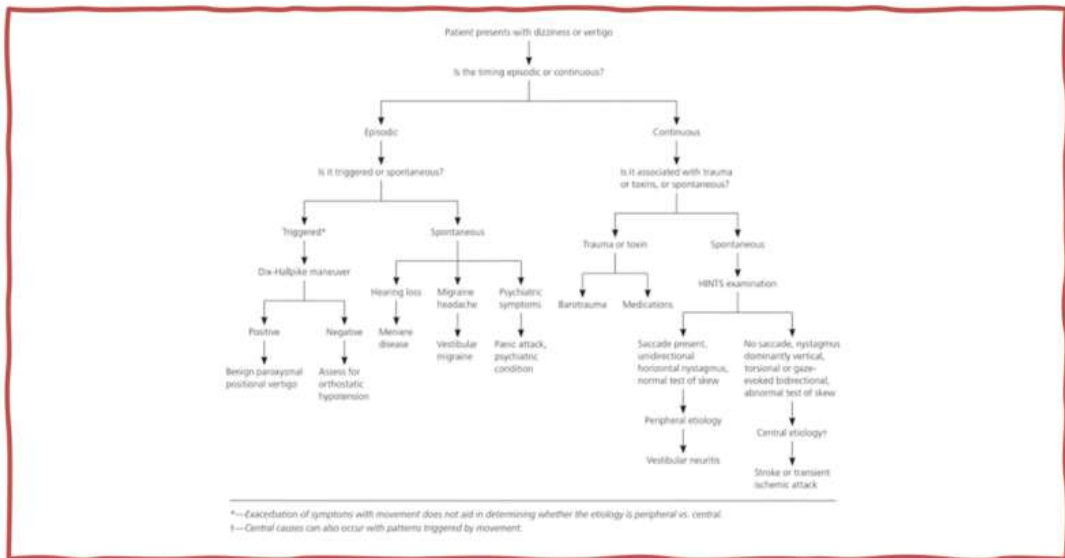 Patient presents with dizziness or vertigo
Is the timing episodic or continuous?
Episodic
Continuous
Is it triggered or spontaneous?
Is it associated with trauma
or toxins, or spontaneous?
Triggered*
Spontaneous
Trauma or toxin
Spontaneous
Dix-Hallpike maneuver
HINTS examination
Hearing loss
Migraine
headache
Psychiatric
symptoms
Barotrauma
Medications
Positive
Negative
Meniere
disease
Vestibular
migraine
Panic attack,
psychiatric
condition
Saccade present,
unidirectional
horizontal nystagmus,
normal test of skew
No saccade, nystagmus
dominantly vertical,
torsional or gaze-
evoked bidirectional,
abnormal test of skew
Benign paroxysmal
positional vertigo
Assess for
orthostatic
hypotension
Peripheral etiology
Central etiology†
Vestibular neuritis
Stroke or transient
ischemic attack
*—Exacerbation of symptoms with movement does not aid in determining whether the etiology is peripheral vs. central.
†—Central causes can also occur with patterns triggered by movement.